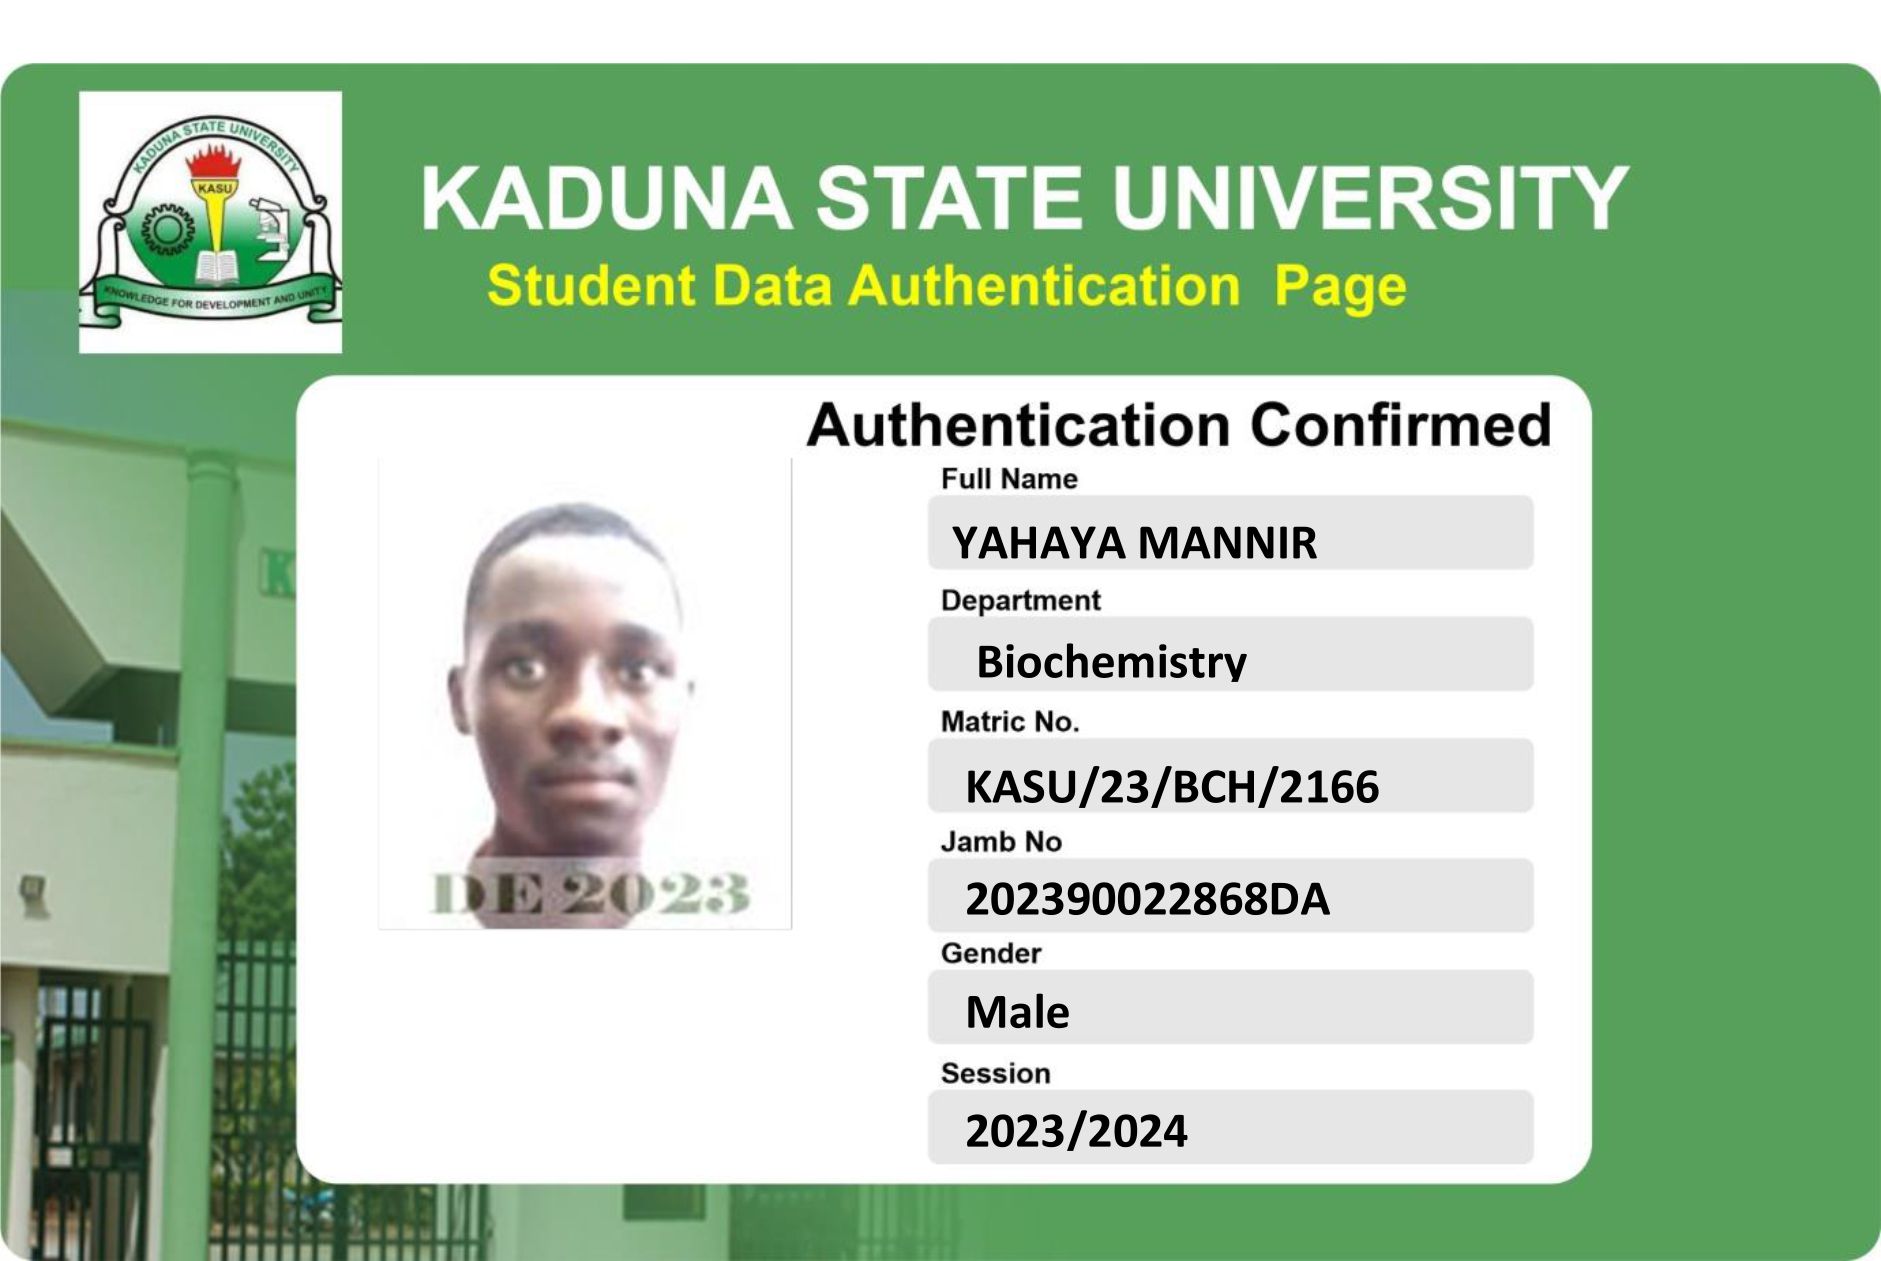 KADUNA STATE UNIVERSITY
KASU
KNOWLEDGE FOR DEVELOPMENT AND UNITY
KADUNA STATE UNIVERSITY
Student Data Authentication Page
Authentication Confirmed
Full Name
YAHAYA MANNIR
Department
Biochemistry
Matric No.
KASU/23/BCH/2166
Jamb No
202390022868DA
Gender
Male
Session
2023/2024
DE 2023
K